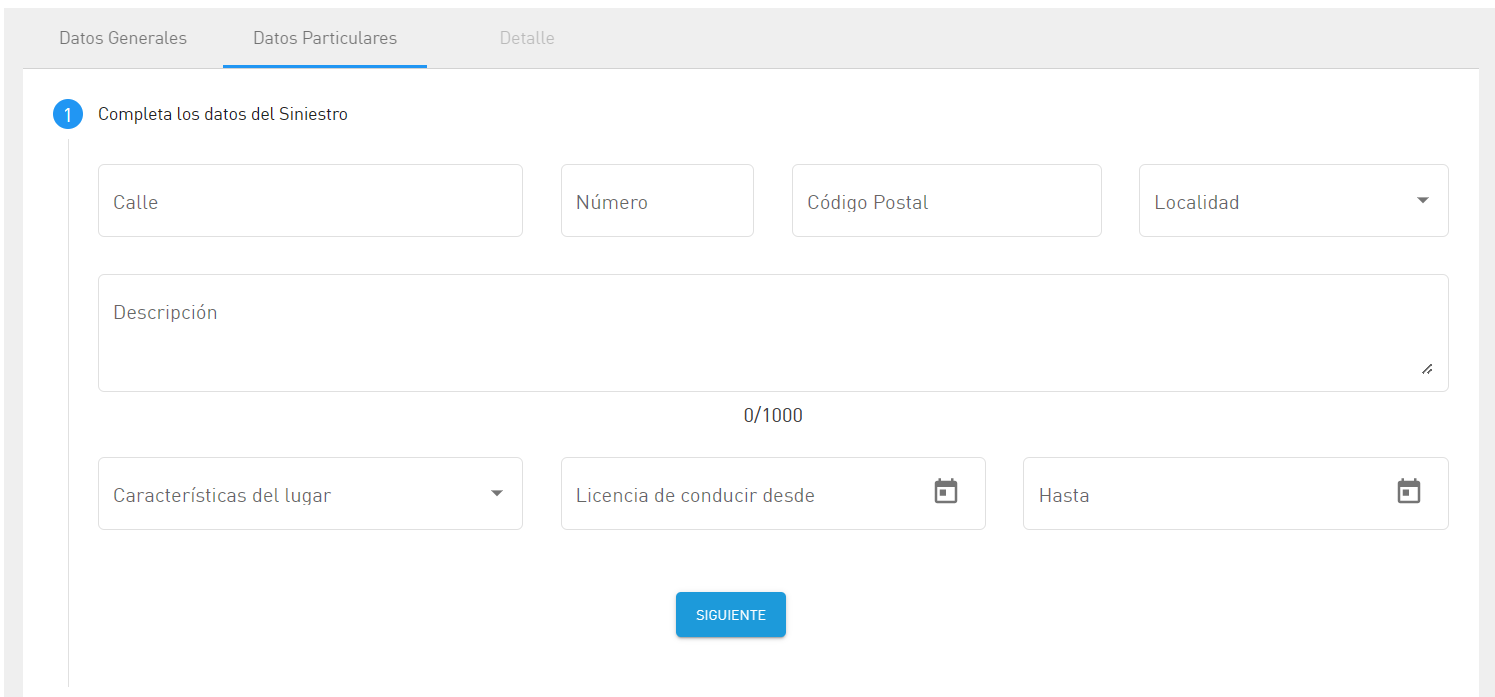 Datos Generales Datos Particulares Detalle
1 Completa los datos del Siniestro
Calle Número Código Postal Localidad
Descripción
0/1000
Características del lugar Licencia de conducir desde Hasta
SIGUIENTE